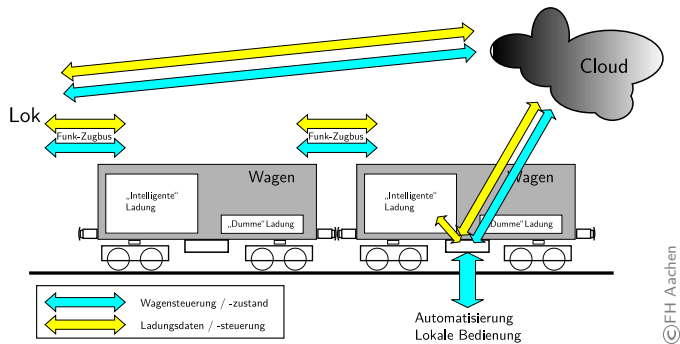 Cloud
Lok
Funk-Zugbus
Funk-Zugbus
Wagen
„Intelligente“
Ladung
„Dumme“ Ladung
Wagen
„Intelligente“
Ladung
„Dumme“ Ladung
Wagensteuerung / -zustand
Ladungsdaten / -steuerung
Automatisierung
Lokale Bedienung
©FH Aachen